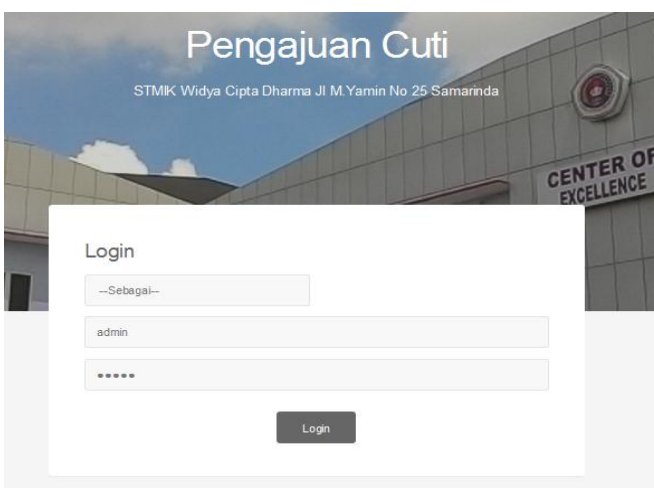 Pengajuan Cuti
STMIK Widya Cipta Dharma Jl M.Yamin No 25 Samarinda
CENTER OF
EXCELLENCE
Login
--Sebagai--
admin
•••••
Login